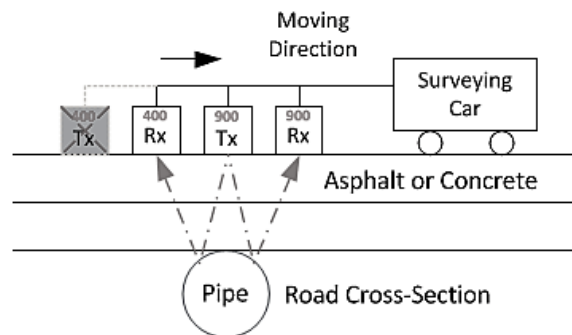 Moving
Direction
Surveying
Car
400
Tx
400
Rx
900
Tx
900
Rx
Asphalt or Concrete
Pipe
Road Cross-Section